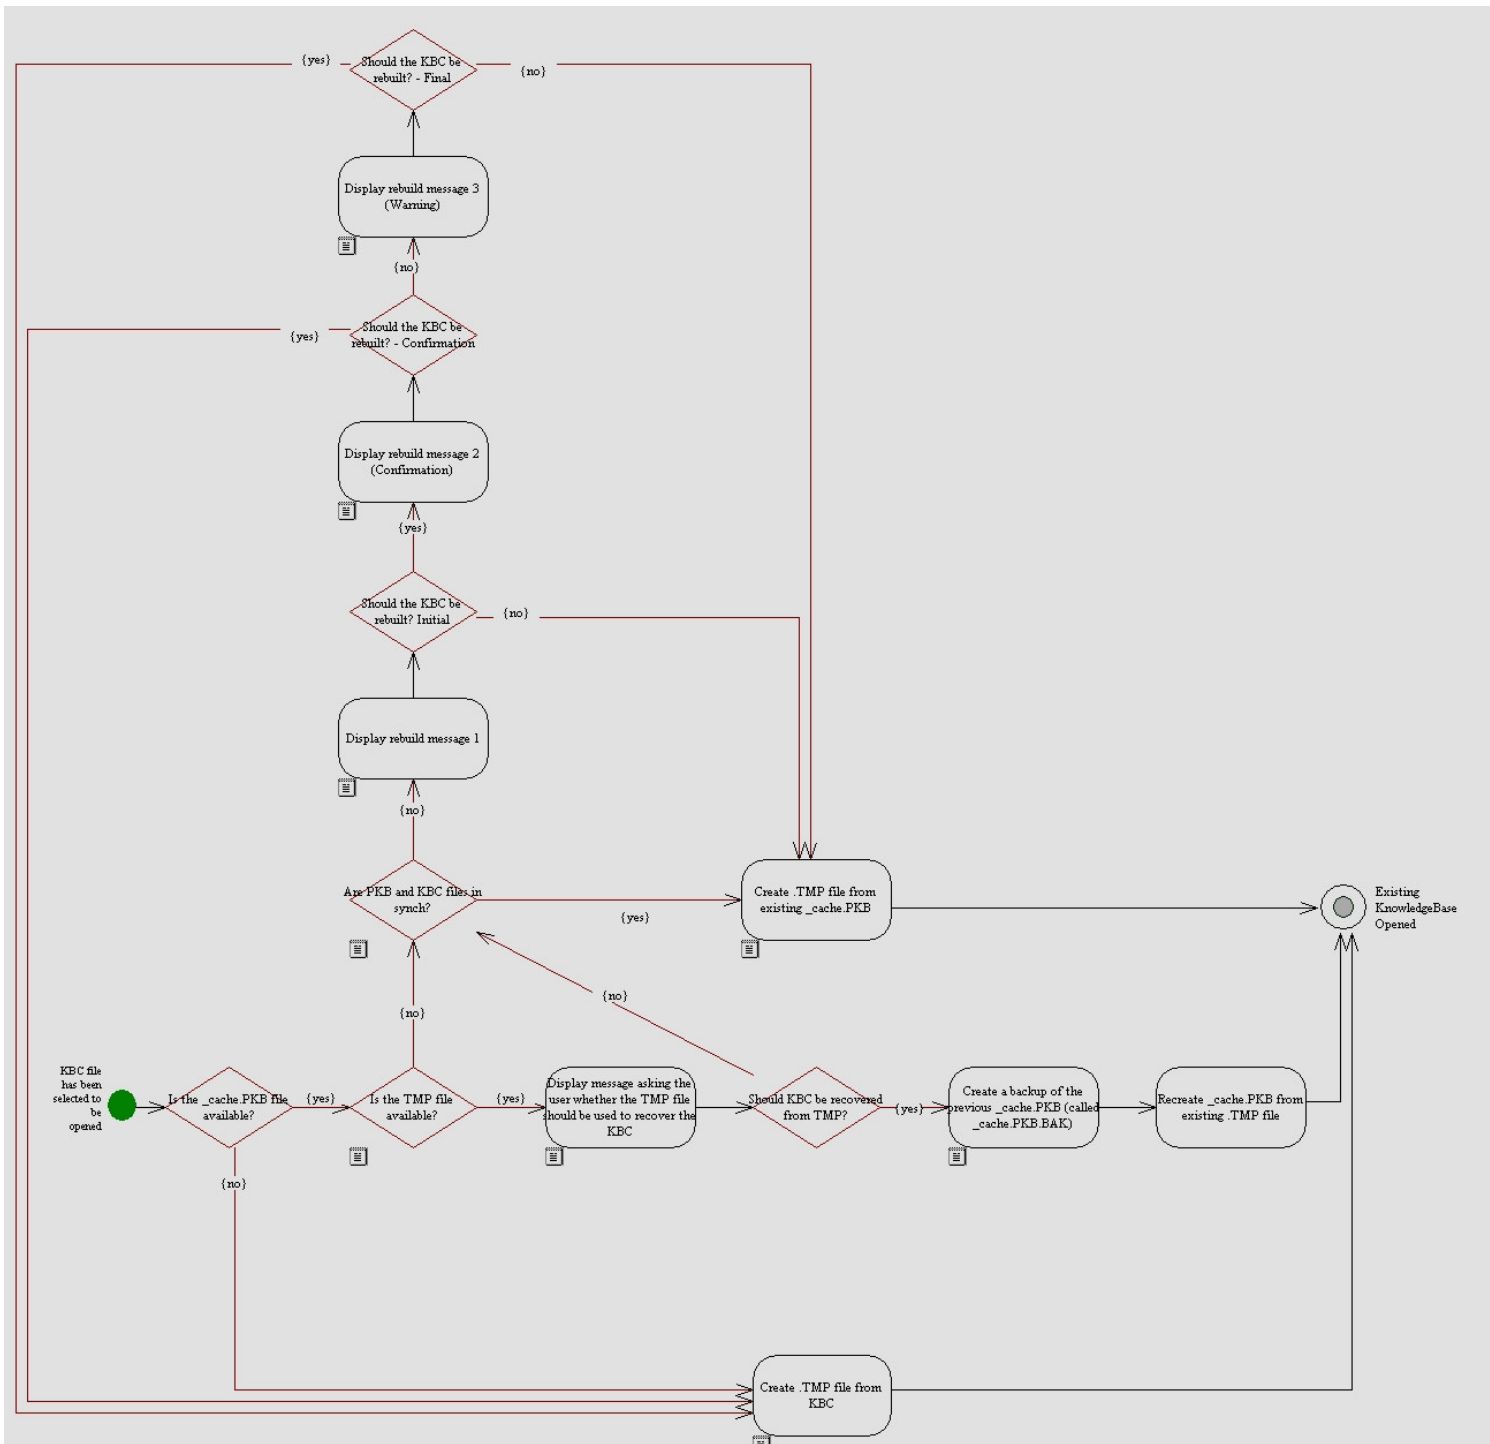 {yes}
Should the KBC be
rebuilt? - Final
{no}
Display rebuild message 3
(Warning)
{no}
Should the KBC be
rebuilt? - Confirmation
{yes}
Display rebuild message 2
(Confirmation)
{yes}
Should the KBC be
rebuilt? Initial
{no}
Display rebuild message 1
{no}
Are PKB and KBC files in
synch?
{yes}
Create .TMP file from
existing _cache.PKB
Existing
KnowledgeBase
Opened
{no}
{no}
KBC file
has been
selected to
be
opened
Is the _cache.PKB file
available?
{yes}
Is the TMP file
available?
{yes}
Display message asking the
user whether the TMP file
should be used to recover the
KBC
Should KBC be recovered
from TMP?
{yes}
Create a backup of the
previous _cache.PKB (called
_cache.PKB.BAK)
Recreate _cache.PKB from
existing .TMP file
{no}
Create .TMP file from
KBC